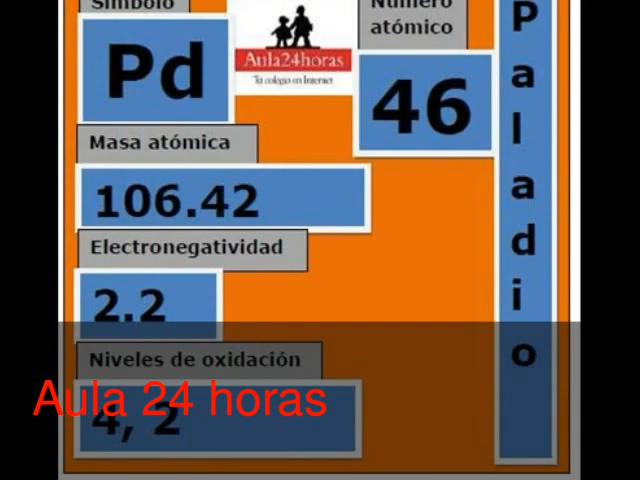 Símbolo
Número
atómico
Pd
Aula24horas
Tu colegio en Internet
46
Masa atómica
106.42
Electronegatividad
2.2
Niveles de oxidación
4, 2
Paladio
Aula 24 horas